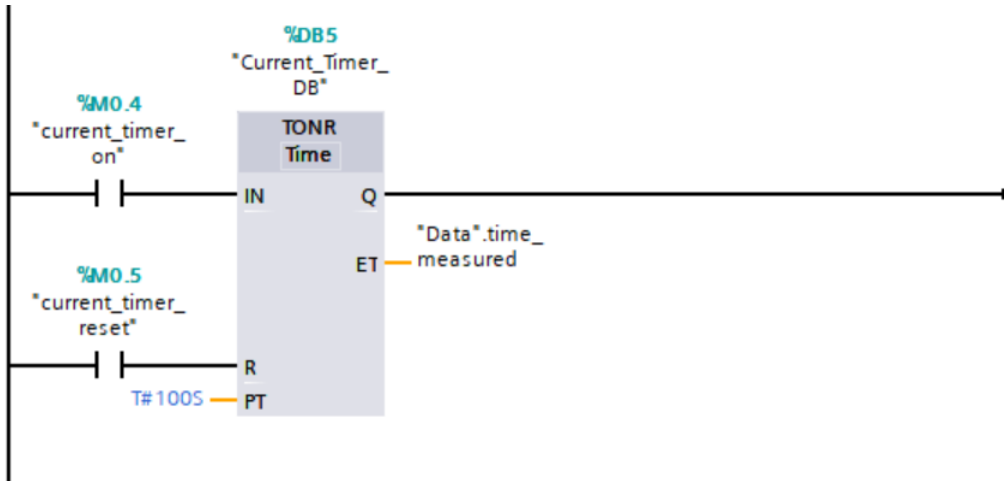 %DB5
"Current_Timer_
DB"
%M0.4
"current_timer_
on"
TONR
Time
IN
Q
"Data".time_
measured
ET
%M0.5
"current_timer_
reset"
R
T#100S
PT